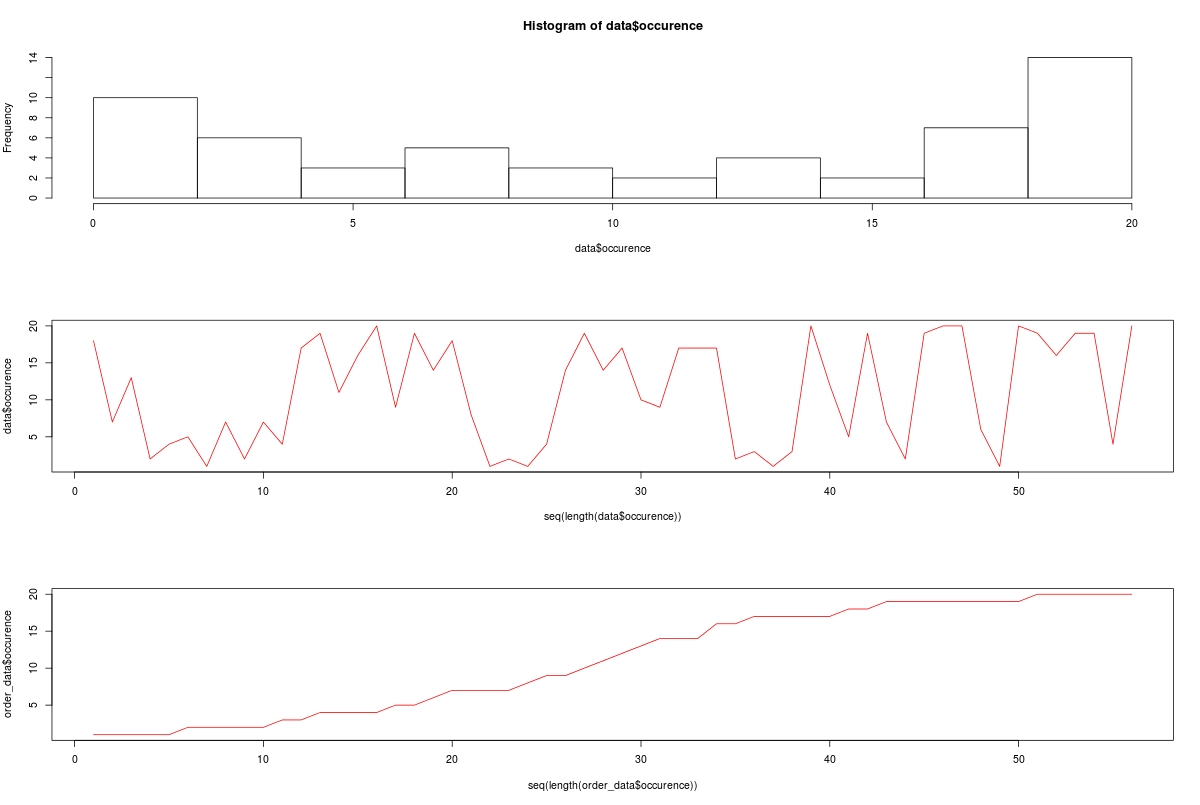 Histogram of data$occurence
Frequency
0 2 4 6 8 10 14
0 5 10 15 20
data$occurence
data$occurence
5 10 15 20
0 10 20 30 40 50
seq(length(data$occurence))
order_data$occurence
5 10 15 20
0 10 20 30 40 50
seq(length(order_data$occurence))